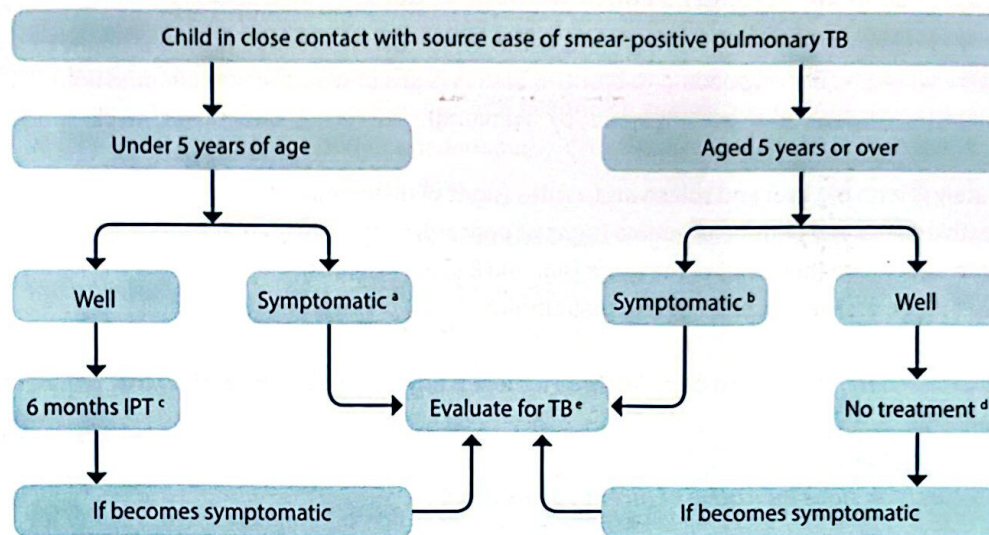 Child in close contact with source case of smear-positive pulmonary TB
Under 5 years of age
Aged 5 years or over
Well
Symptomatic a
Symptomatic b
Well
6 months IPT c
Evaluate for TB e
No treatment d
If becomes symptomatic
If becomes symptomatic